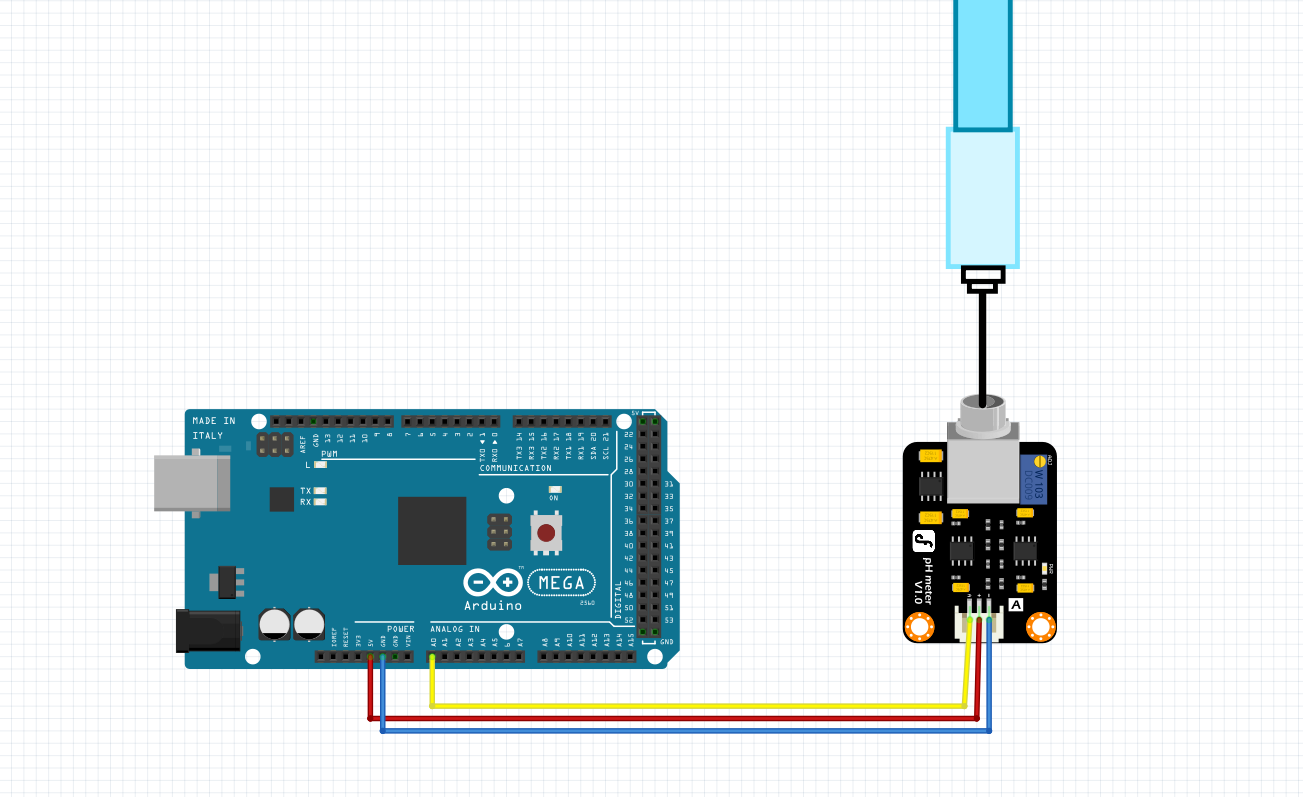 MADE IN
ITALY
AREF
GND
13
12
11
10
9
8
7
6
5
4
3
2
TX0 ◀ 1
RX0 ▶ 0
TX3 14
RX3 15
TX2 16
RX2 17
TX1 18
RX1 19
SDA 20
SCL 21
5V
PWM
COMMUNICATION
L
TX
RX
ON
22
24
26
28
30 31
32 33
34 35
36 37
38 39
40 41
42 43
44 45
46 47
48 49
50 51
52 53
GND
DIGITAL
Arduino
TM
MEGA
2560
POWER
ANALOG IN
IOREF
RESET
3V3
5V
GND
GND
VIN
A0
A1
A2
A3
A4
A5
6
A7
A8
A9
A10
A11
A12
A13
A14
A15
ADJ
W 103
DC009
pH meter
V1.0
PWR
+
-
A